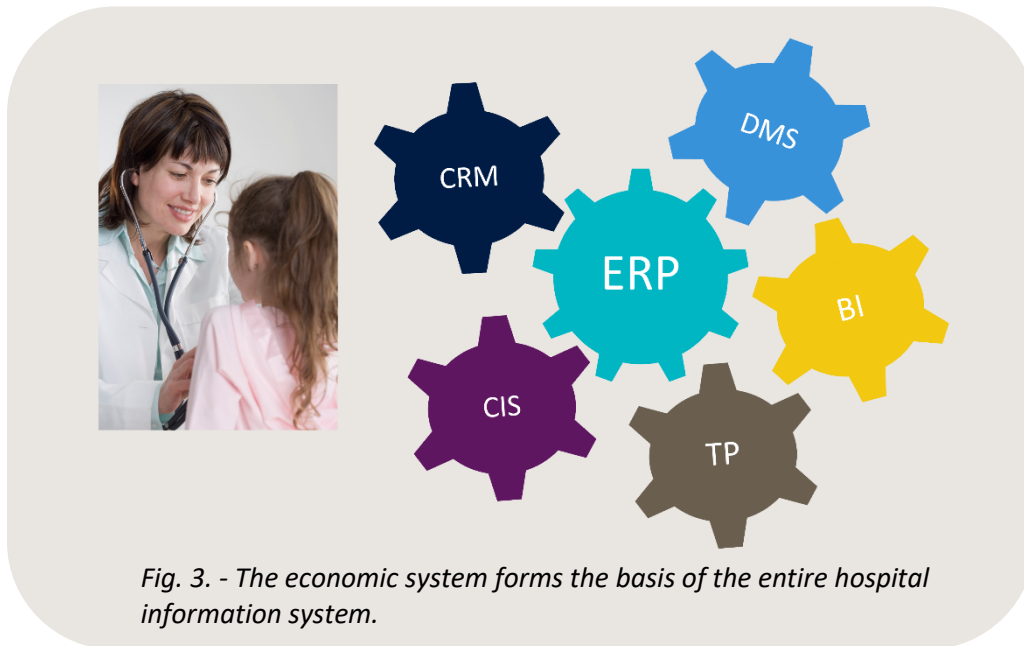 DMS
CRM
ERP
BI
CIS
TP
Fig. 3. - The economic system forms the basis of the entire hospital
information system.